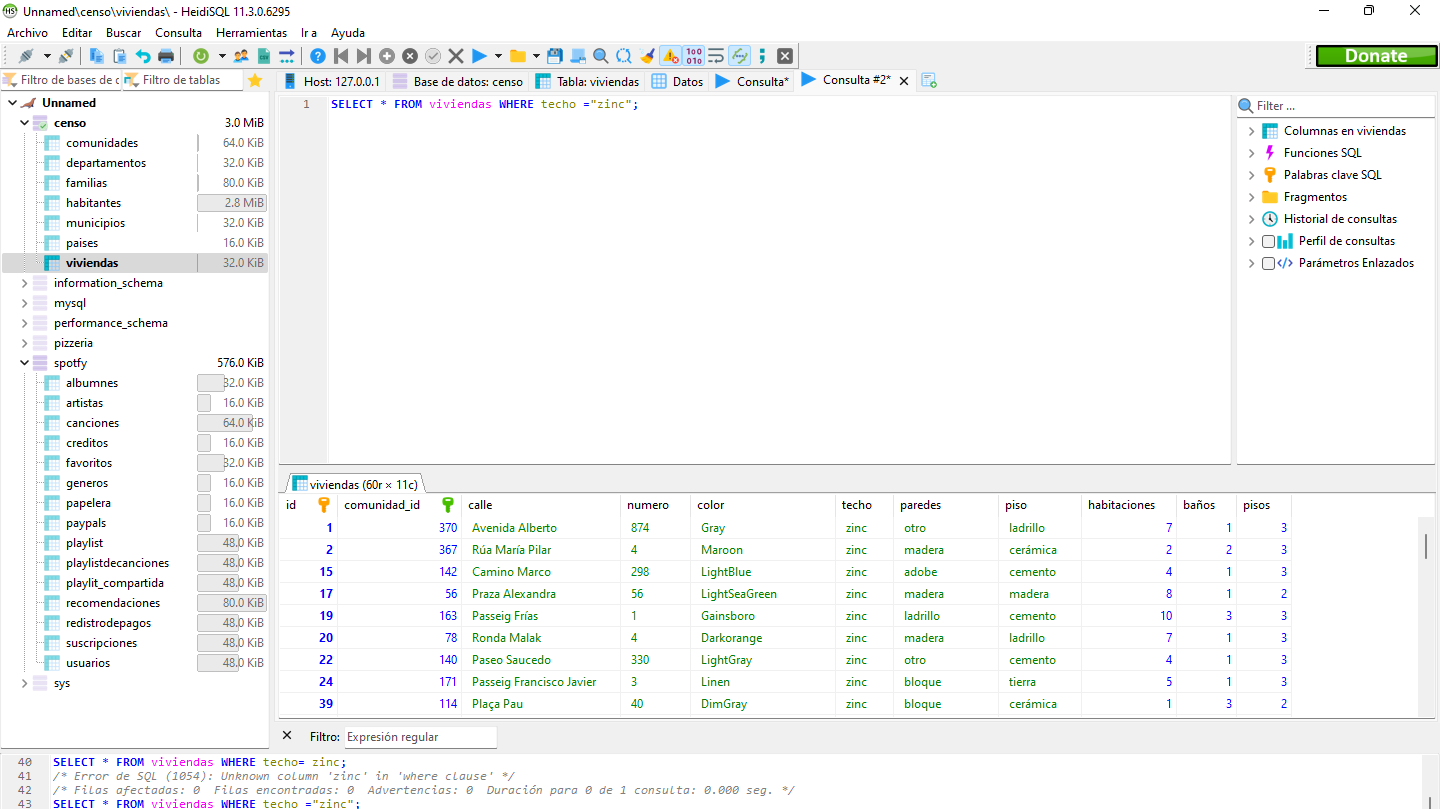 Unnamed\censo\viviendas\ - HeidiSQL 11.3.0.6295
Archivo Editar Buscar Consulta Herramientas Ir a Ayuda
Donate
Filtro de bases de d Filtro de tablas
Host: 127.0.0.1 Base de datos: censo Tabla: viviendas Datos Consulta* Consulta #2*
Unnamed
censo 3.0 MiB
comunidades 64.0 KiB
departamentos 32.0 KiB
familias 80.0 KiB
habitantes 2.8 MiB
municipios 32.0 KiB
paises 16.0 KiB
viviendas 32.0 KiB
information_schema
mysql
performance_schema
pizzeria
spotfy 576.0 KiB
albumnes 32.0 KiB
artistas 16.0 KiB
canciones 64.0 KiB
creditos 16.0 KiB
favoritos 32.0 KiB
generos 16.0 KiB
papelera 16.0 KiB
paypals 16.0 KiB
playlist 48.0 KiB
playlistdecanciones 48.0 KiB
playlit_compartida 48.0 KiB
recomendaciones 80.0 KiB
redistrodepagos 48.0 KiB
suscripciones 48.0 KiB
usuarios 48.0 KiB
sys
1 SELECT * FROM viviendas WHERE techo ="zinc";
Filter ...
Columnas en viviendas
Funciones SQL
Palabras clave SQL
Fragmentos
Historial de consultas
Perfil de consultas
Parámetros Enlazados
viviendas (60r × 11c)
id comunidad_id calle numero color techo paredes piso habitaciones baños pisos
1 370 Avenida Alberto 874 Gray zinc otro ladrillo 7 1 3
2 367 Rúa María Pilar 4 Maroon zinc madera cerámica 2 2 3
15 142 Camino Marco 298 LightBlue zinc adobe cemento 4 1 3
17 56 Praza Alexandra 56 LightSeaGreen zinc madera madera 8 1 2
19 163 Passeig Frías 1 Gainsboro zinc ladrillo cemento 10 3 3
20 78 Ronda Malak 4 Darkorange zinc madera ladrillo 7 1 3
22 140 Paseo Saucedo 330 LightGray zinc otro cemento 4 1 3
24 171 Passeig Francisco Javier 3 Linen zinc bloque tierra 5 1 3
39 114 Plaça Pau 40 DimGray zinc bloque cerámica 1 3 2
Filtro: Expresión regular
40 SELECT * FROM viviendas WHERE techo= zinc;
41 /* Error de SQL (1054): Unknown column 'zinc' in 'where clause' */
42 /* Filas afectadas: 0 Filas encontradas: 0 Advertencias: 0 Duración para 0 de 1 consulta: 0.000 seg. */
43 SELECT * FROM viviendas WHERE techo ="zinc";